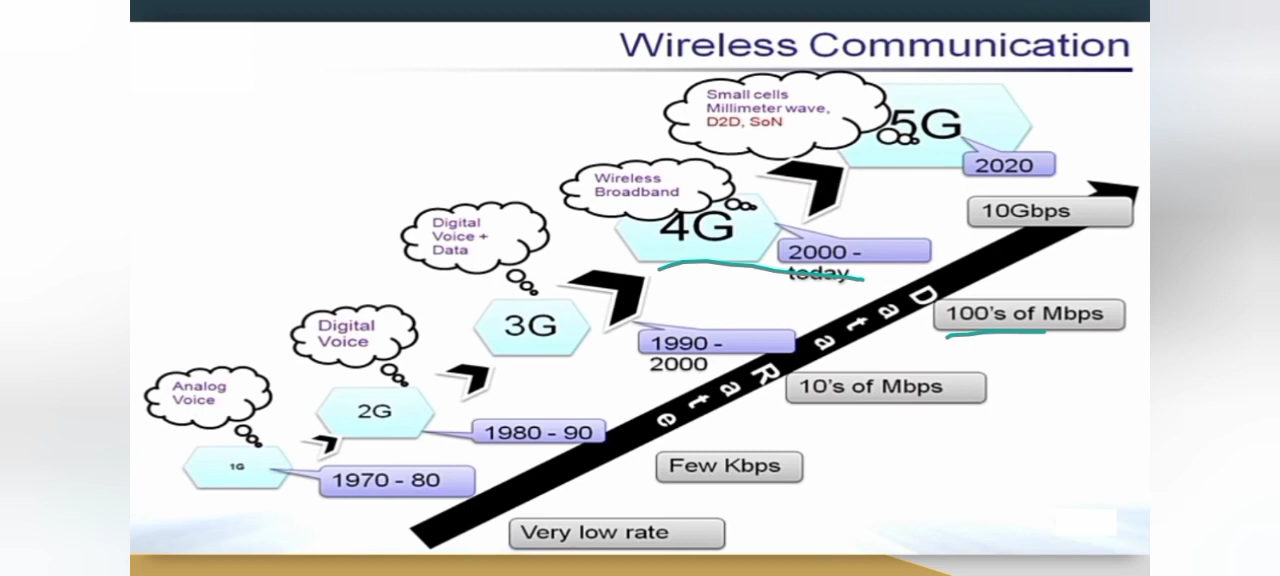 Wireless Communication
Small cells
Millimeter wave,
D2D, SoN
5G
2020
Wireless
Broadband
4G
2000 -
today
10Gbps
Digital
Voice +
Data
3G
1990 -
2000
100's of Mbps
Digital
Voice
2G
1980 - 90
10's of Mbps
Analog
Voice
1G
1970 - 80
Few Kbps
Very low rate
Data Rate